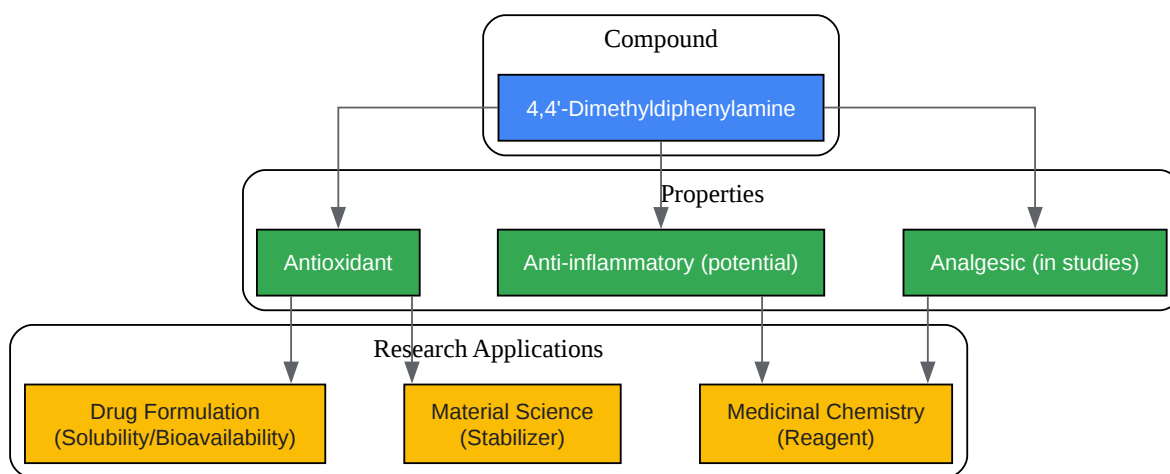 Compound
4,4'-Dimethyldiphenylamine
Properties
Antioxidant
Anti-inflammatory (potential)
Analgesic (in studies)
Research Applications
Drug Formulation
(Solubility/Bioavailability)
Material Science
(Stabilizer)
Medicinal Chemistry
(Reagent)